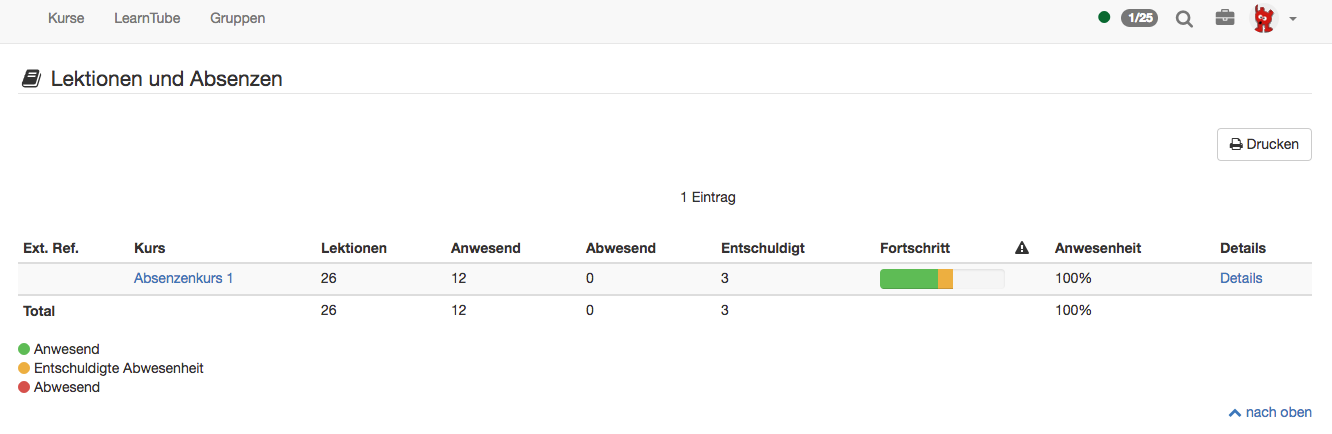 Kurse LearnTube Gruppen 1/25
Lektionen und Absenzen
Drucken
1 Eintrag
Ext. Ref. Kurs Lektionen Anwesend Abwesend Entschuldigt Fortschritt Anwesenheit Details
Absenzenkurs 1 26 12 0 3 100% Details
Total 26 12 0 3 100%
Anwesend
Entschuldigte Abwesenheit
Abwesend
nach oben